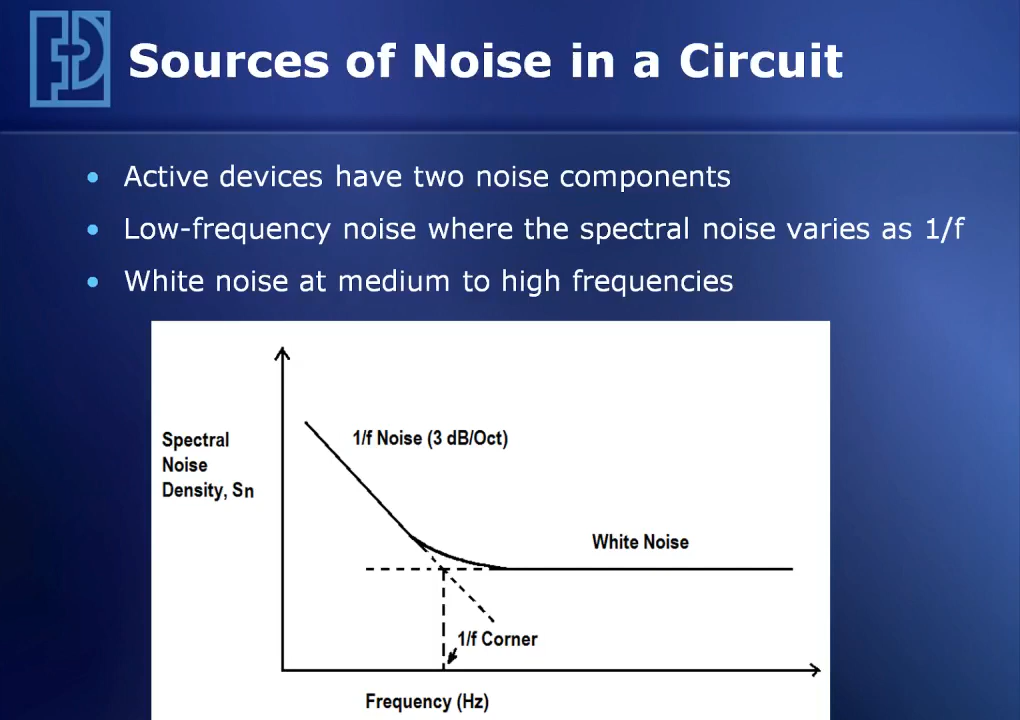 Sources of Noise in a Circuit
• Active devices have two noise components
• Low-frequency noise where the spectral noise varies as 1/f
• White noise at medium to high frequencies
Spectral
Noise
Density, Sn
1/f Noise (3 dB/Oct)
White Noise
1/f Corner
Frequency (Hz)